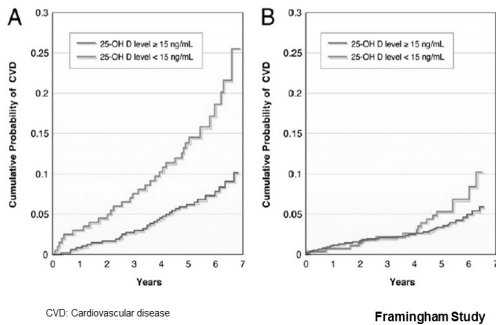 A
0.3
0.25
0.2
0.15
0.1
0.05
0
Cumulative Probability of CVD
25-OH D level ≥ 15 ng/mL
25-OH D level < 15 ng/mL
0 1 2 3 4 5 6 7
Years
B
0.3
0.25
0.2
0.15
0.1
0.05
0
Cumulative Probability of CVD
25-OH D level ≥ 15 ng/mL
25-OH D level < 15 ng/mL
0 1 2 3 4 5 6 7
Years
CVD: Cardiovascular disease
Framingham Study